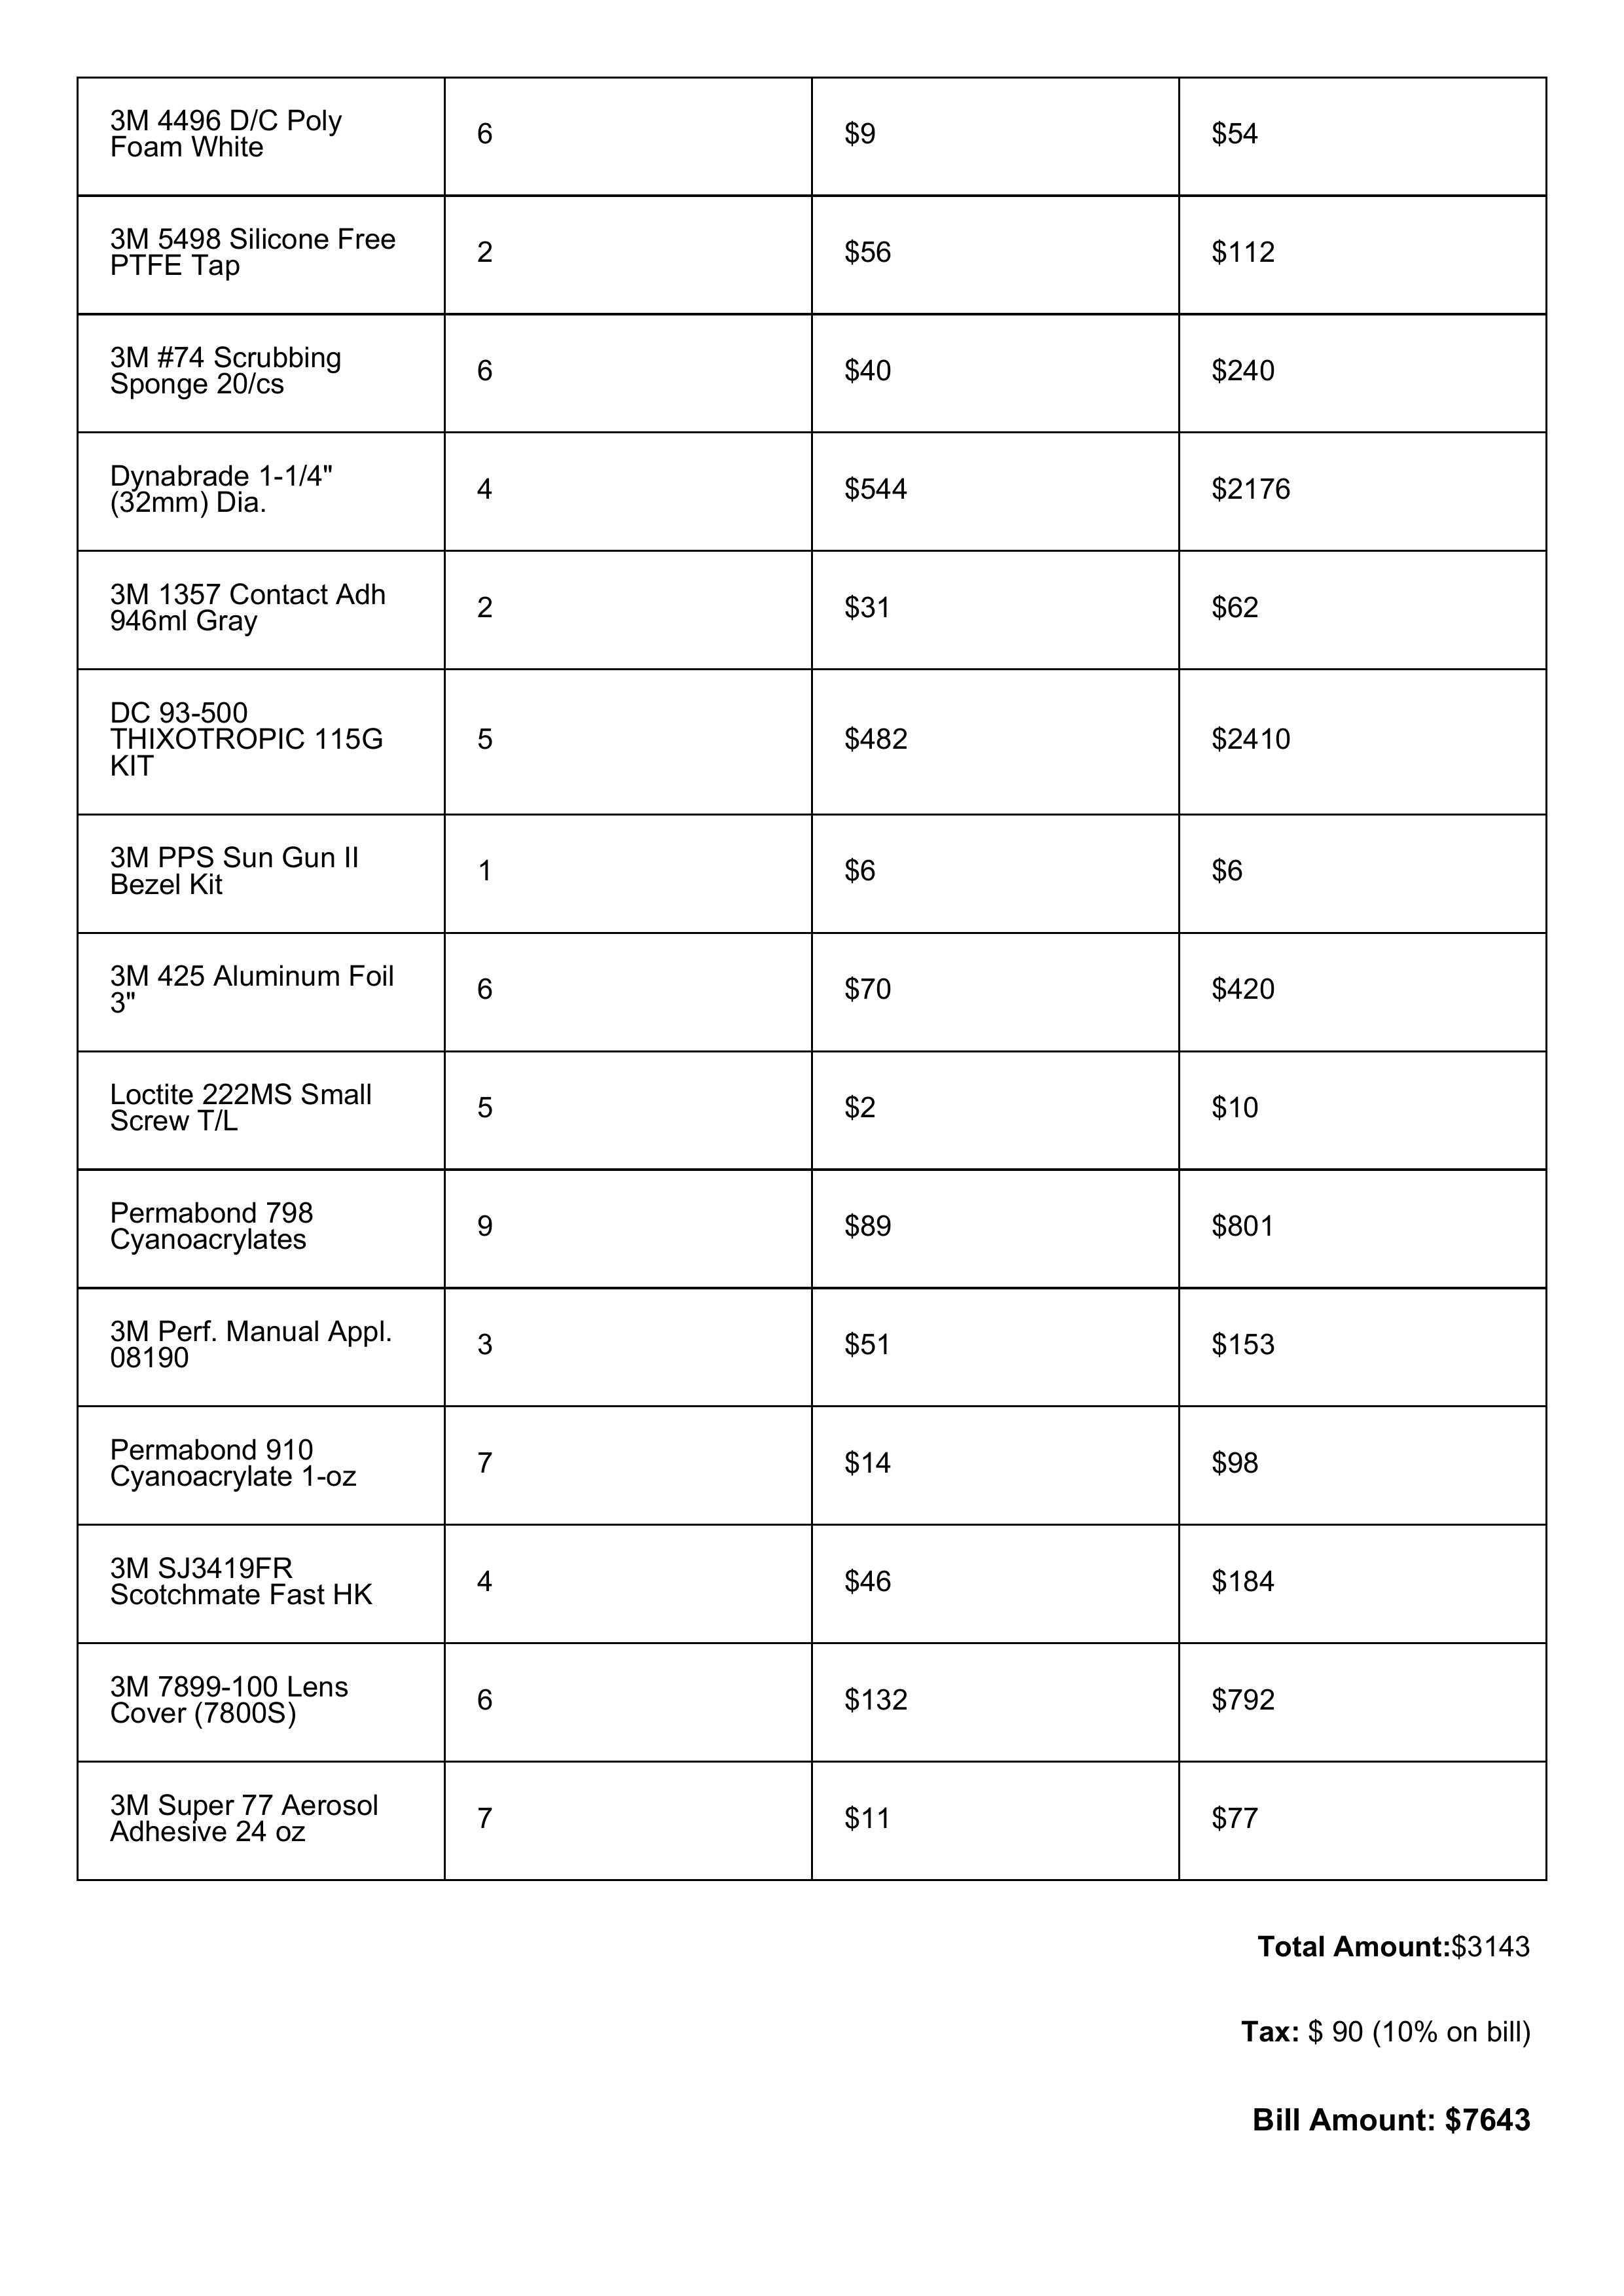 3M 4496 D/C Poly
Foam White
6
$9
$54
3M 5498 Silicone Free
PTFE Tap
2
$56
$112
3M #74 Scrubbing
Sponge 20/cs
6
$40
$240
Dynabrade 1-1/4"
(32mm) Dia.
4
$544
$2176
3M 1357 Contact Adh
946ml Gray
2
$31
$62
DC 93-500
THIXOTROPIC 115G
KIT
5
$482
$2410
3M PPS Sun Gun II
Bezel Kit
1
$6
$6
3M 425 Aluminum Foil
3"
6
$70
$420
Loctite 222MS Small
Screw T/L
5
$2
$10
Permabond 798
Cyanoacrylates
9
$89
$801
3M Perf. Manual Appl.
08190
3
$51
$153
Permabond 910
Cyanoacrylate 1-oz
7
$14
$98
3M SJ3419FR
Scotchmate Fast HK
4
$46
$184
3M 7899-100 Lens
Cover (7800S)
6
$132
$792
3M Super 77 Aerosol
Adhesive 24 oz
7
$11
$77
Total Amount:$3143
Tax: $ 90 (10% on bill)
Bill Amount: $7643